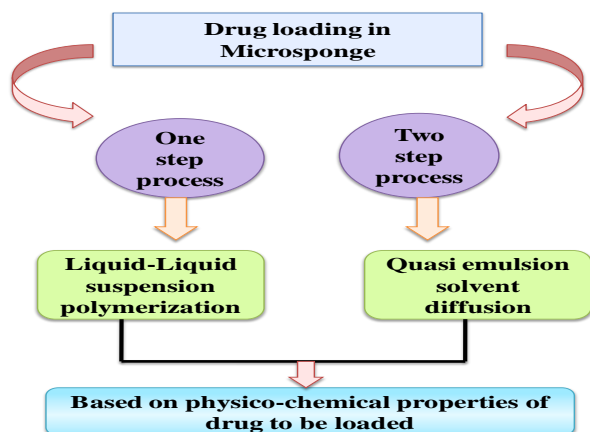 Drug loading in
Microsponge
One
step
process
Two
step
process
Liquid-Liquid
suspension
polymerization
Quasi emulsion
solvent
diffusion
Based on physico-chemical properties of
drug to be loaded